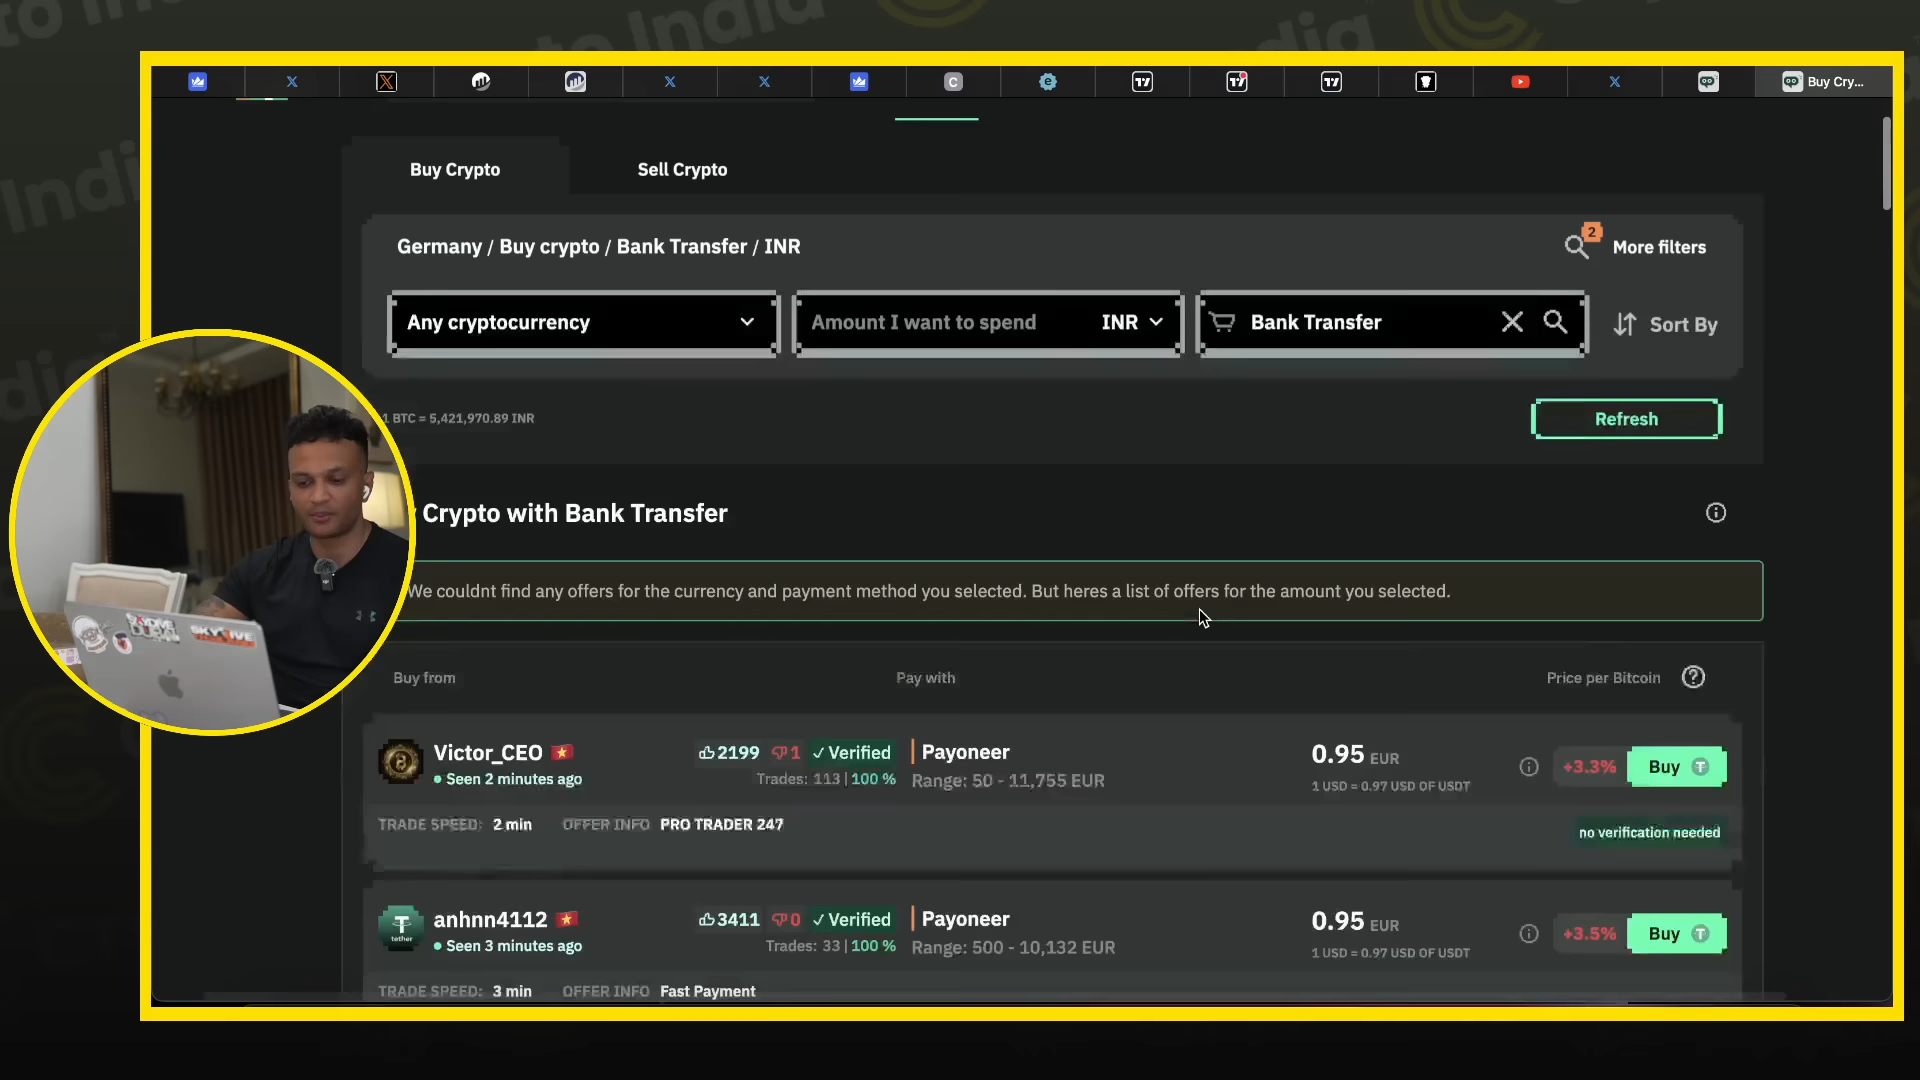 Buy Cry...
Buy Crypto
Sell Crypto
Germany / Buy crypto / Bank Transfer / INR
2
More filters
Any cryptocurrency
Amount I want to spend
INR
Bank Transfer
Sort By
1 BTC = 5,421,970.89 INR
Refresh
Crypto with Bank Transfer
We couldnt find any offers for the currency and payment method you selected. But heres a list of offers for the amount you selected.
Buy from
Pay with
Price per Bitcoin
Victor_CEO
2199
1
✓ Verified
Payoneer
0.95 EUR
+3.3%
Buy
Seen 2 minutes ago
Trades: 113 | 100 %
Range: 50 - 11,755 EUR
1 USD = 0.97 USD OF USDT
TRADE SPEED: 2 min
OFFER INFO PRO TRADER 247
no verification needed
anhnn4112
3411
0
✓ Verified
Payoneer
0.95 EUR
+3.5%
Buy
tether
Seen 3 minutes ago
Trades: 33 | 100 %
Range: 500 - 10,132 EUR
1 USD = 0.97 USD OF USDT
TRADE SPEED: 3 min
OFFER INFO Fast Payment
SKYDIVE
DUBAI
SKYDIVE
India
India